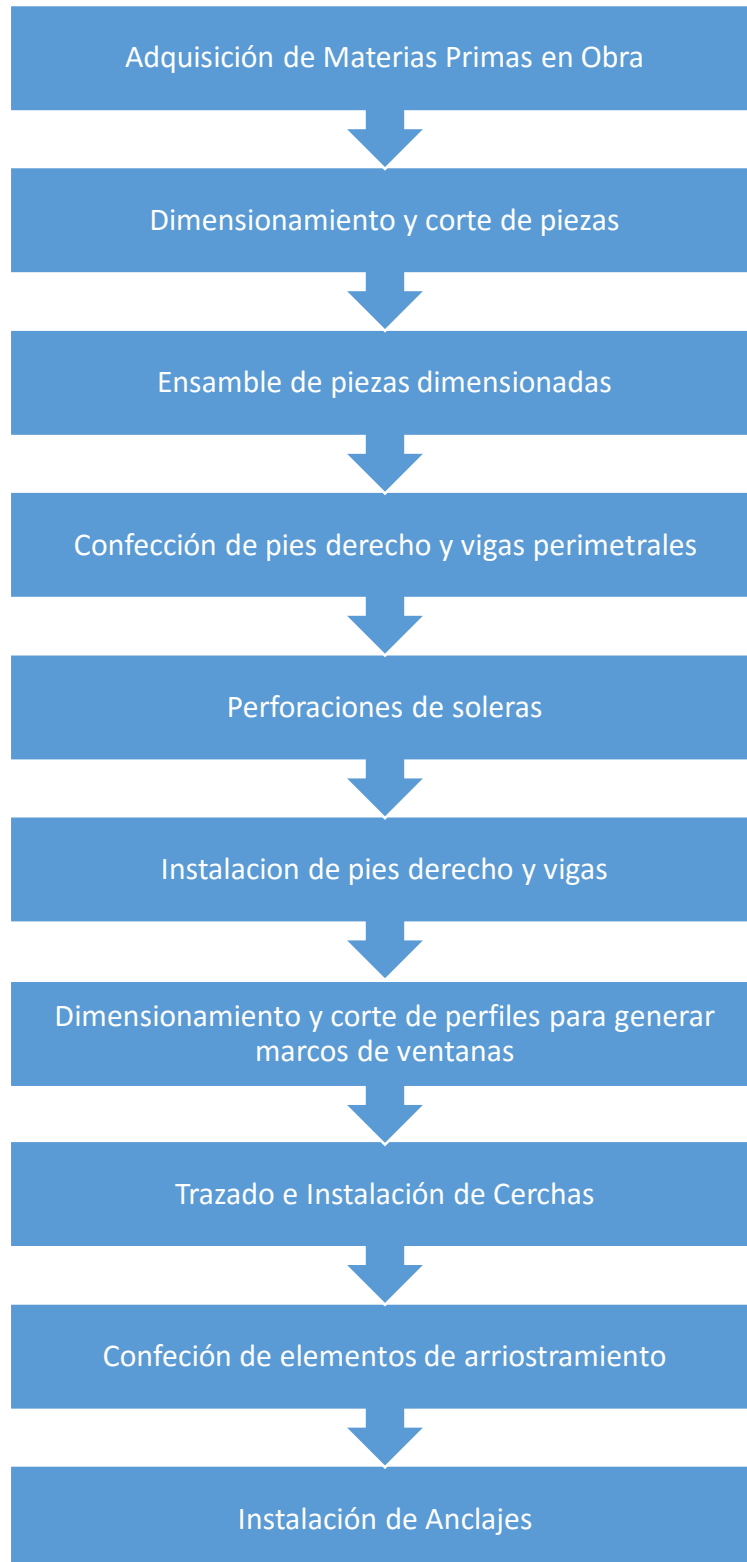 Adquisición de Materias Primas en Obra
Dimensionamiento y corte de piezas
Ensamble de piezas dimensionadas
Confección de pies derecho y vigas perimetrales
Perforaciones de soleras
Instalacion de pies derecho y vigas
Dimensionamiento y corte de perfiles para generar
marcos de ventanas
Trazado e Instalación de Cerchas
Confeción de elementos de arriostramiento
Instalación de Anclajes